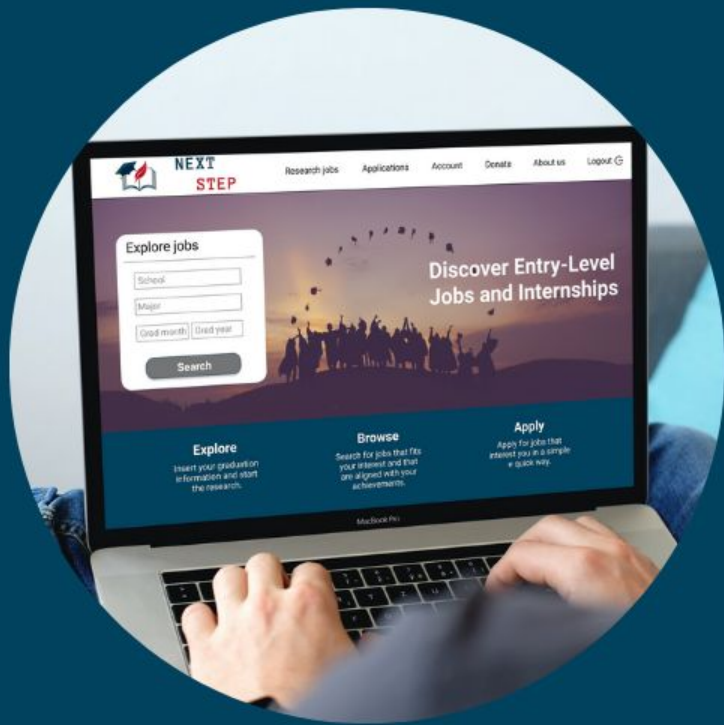 NEXT
STEP
Research jobs
Applications
Account
Donate
About us
Logout
Explore jobs
School
Major
Grad month
Grad year
Search
Discover Entry-Level
Jobs and Internships
Explore
Insert your graduation
information and start
the research.
Browse
Search for jobs that fits
your interest and that
are aligned with your
achievements.
Apply
Apply for jobs that
interest you in a simple
e quick way.
MacBook Pro